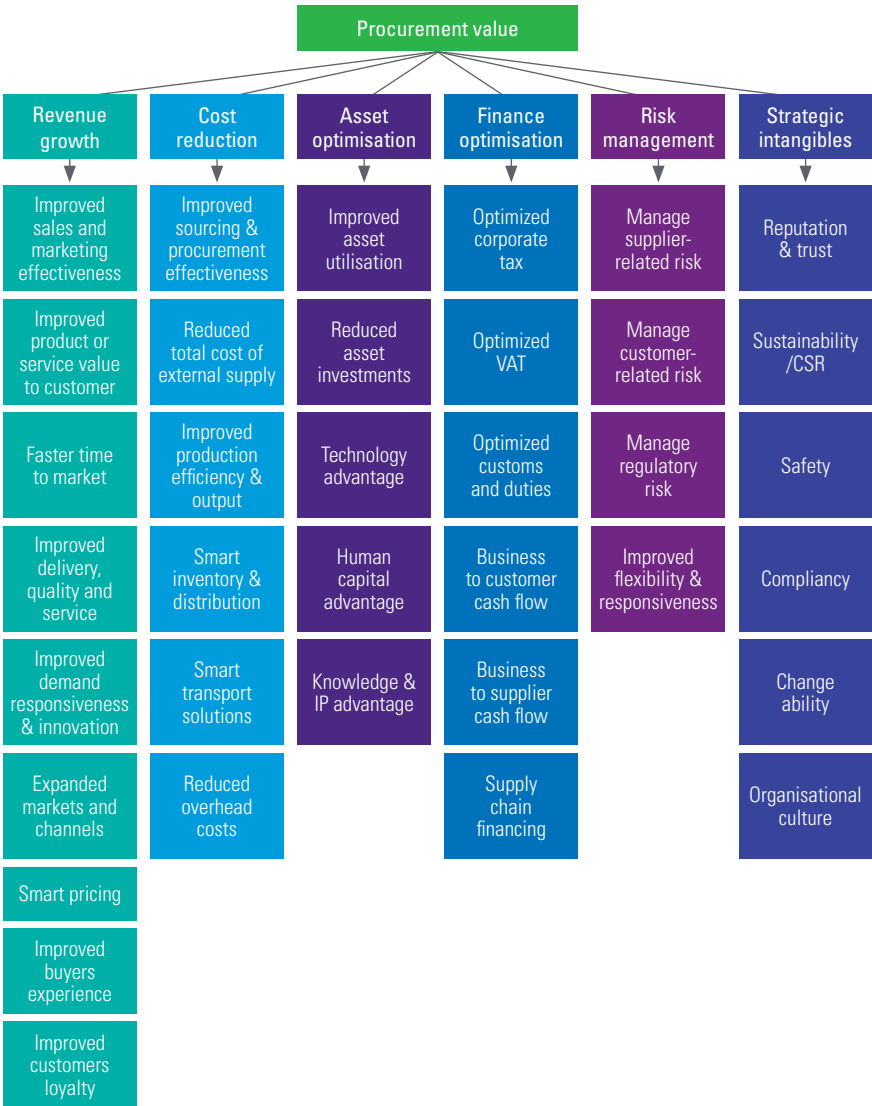 Procurement value
Revenue
growth
Cost
reduction
Asset
optimisation
Finance
optimisation
Risk
management
Strategic
intangibles
Improved
sales and
marketing
effectiveness
Improved
product or
service value
to customer
Faster time
to market
Improved
delivery,
quality and
service
Improved
demand
responsiveness
& innovation
Expanded
markets and
channels
Smart pricing
Improved
buyers
experience
Improved
customers
loyalty
Improved
sourcing &
procurement
effectiveness
Reduced
total cost of
external supply
Improved
production
efficiency &
output
Smart
inventory &
distribution
Smart
transport
solutions
Reduced
overhead
costs
Improved
asset
utilisation
Reduced
asset
investments
Technology
advantage
Human
capital
advantage
Knowledge &
IP advantage
Optimized
corporate
tax
Optimized
VAT
Optimized
customs
and duties
Business
to customer
cash flow
Business
to supplier
cash flow
Supply
chain
financing
Manage
supplier-
related risk
Manage
customer-
related risk
Manage
regulatory
risk
Improved
flexibility &
responsiveness
Reputation
& trust
Sustainability
/CSR
Safety
Compliancy
Change
ability
Organisational
culture